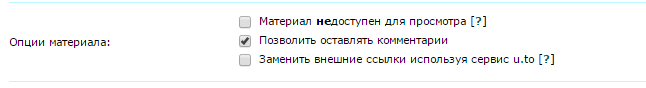 Материал недоступен для просмотра [?]
Опции материала: Позволить оставлять комментарии
Заменить внешние ссылки используя сервис u.to [?]